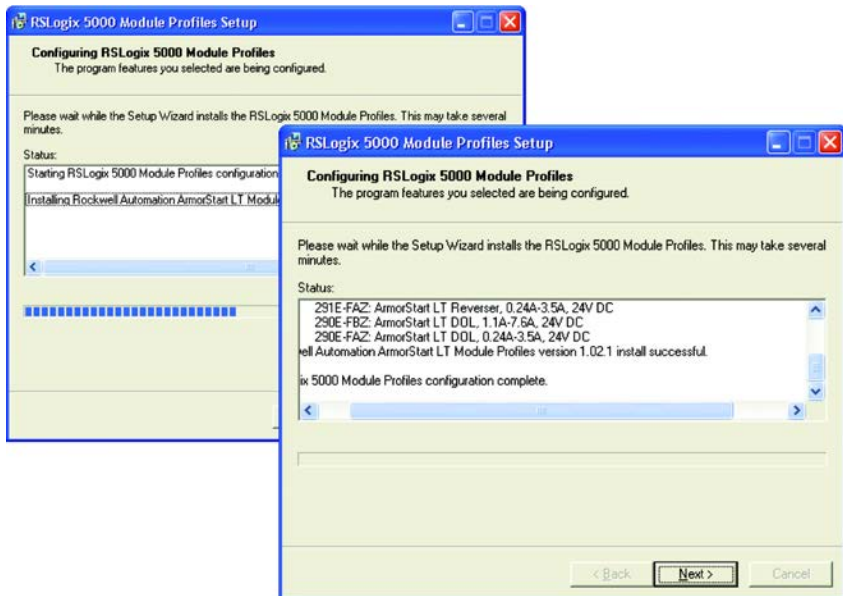 RSLogix 5000 Module Profiles Setup
Configuring RSLogix 5000 Module Profiles
The program features you selected are being configured.
Please wait while the Setup Wizard installs the RSLogix 5000 Module Profiles. This may take several
minutes.
Status:
Starting RSLogix 5000 Module Profiles configuration
Installing Rockwell Automation ArmorStart LT Modul
RSLogix 5000 Module Profiles Setup
Configuring RSLogix 5000 Module Profiles
The program features you selected are being configured.
Please wait while the Setup Wizard installs the RSLogix 5000 Module Profiles. This may take several
minutes.
Status:
291E-FAZ: ArmorStart LT Reverser, 0.24A-3.5A, 24V DC
290E-FBZ: ArmorStart LT DOL, 1.1A-7.6A, 24V DC
290E-FAZ: ArmorStart LT DOL, 0.24A-3.5A, 24V DC
ell Automation ArmorStart LT Module Profiles version 1.02.1 install successful.
ix 5000 Module Profiles configuration complete.
< Back
Next >
Cancel